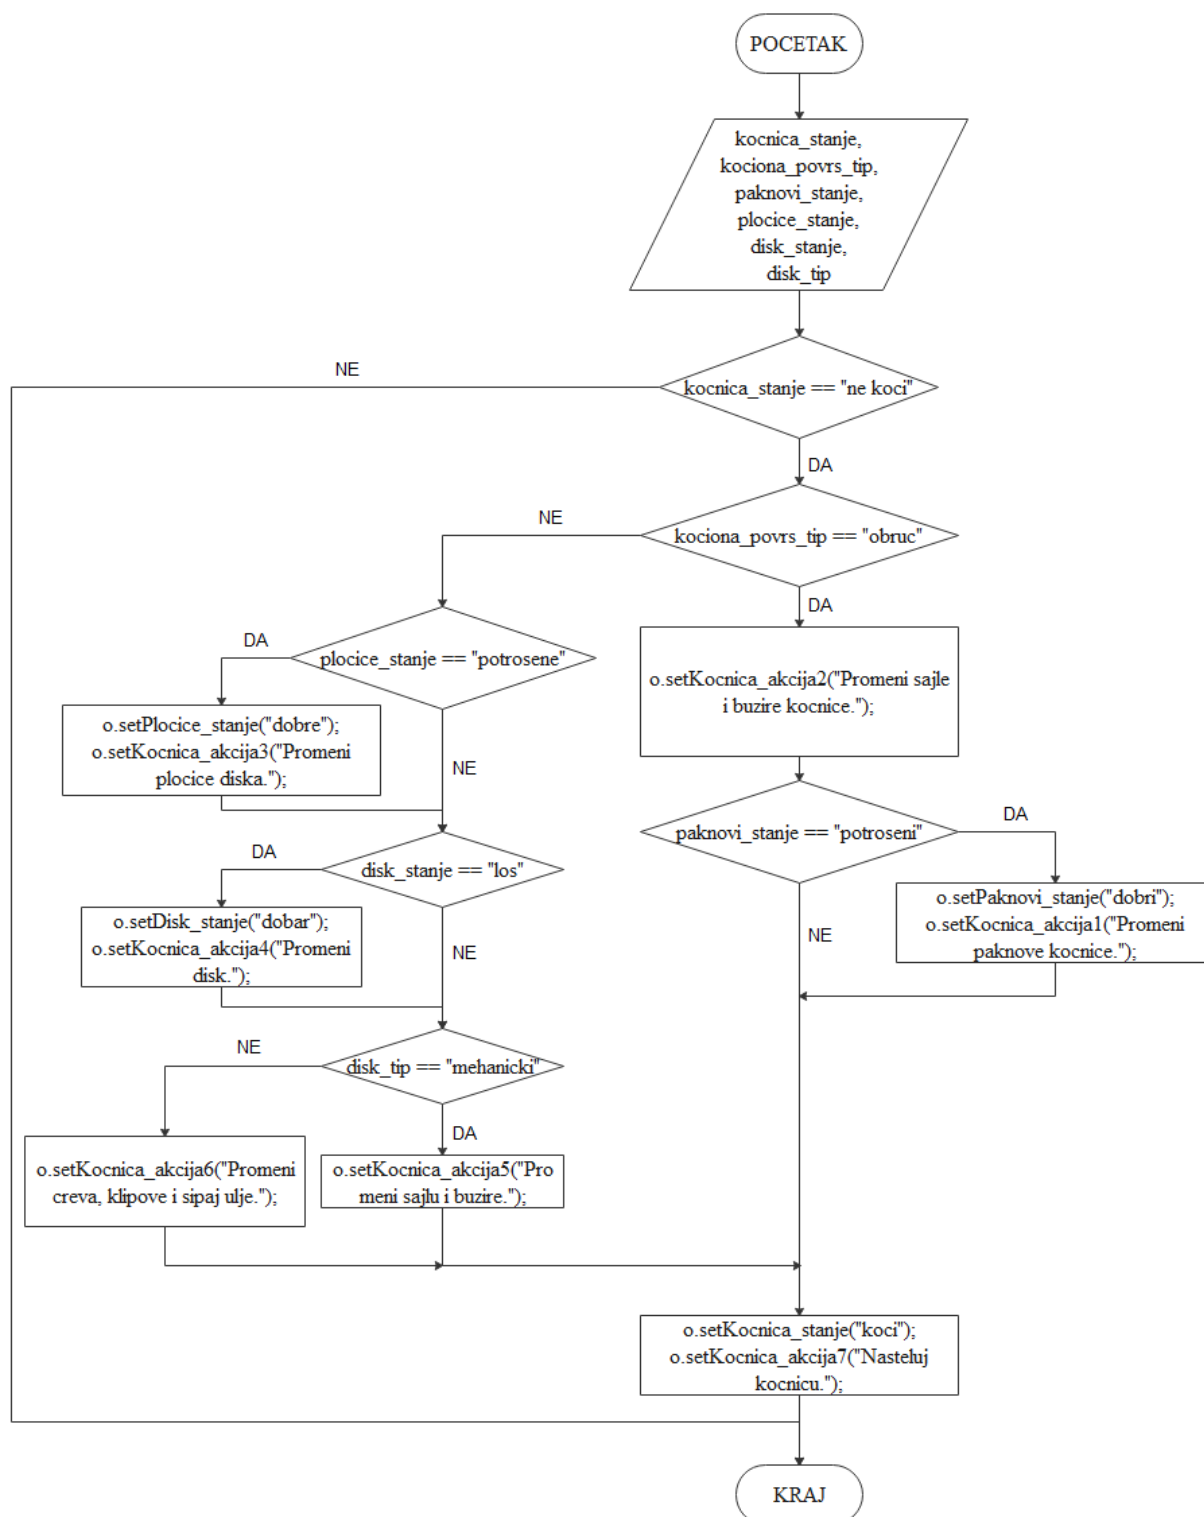 POCETAK
kocnica_stanje,
kociona_povrs_tip,
paknovi_stanje,
plocice_stanje,
disk_stanje,
disk_tip
NE
kocnica_stanje == "ne koci"
DA
NE
kociona_povrs_tip == "obruc"
DA
DA
plocice_stanje == "potrosene"
o.setKocnica_akcija2("Promeni sajle
i buzire kocnice.");
o.setPlocice_stanje("dobre");
o.setKocnica_akcija3("Promeni
plocice diska.");
NE
paknovi_stanje == "potroseni"
DA
DA
disk_stanje == "los"
o.setPaknovi_stanje("dobri");
o.setKocnica_akcija1("Promeni
paknove kocnice.");
NE
o.setDisk_stanje("dobar");
o.setKocnica_akcija4("Promeni
disk.");
NE
NE
disk_tip == "mehanicki"
DA
o.setKocnica_akcija6("Promeni
creva, klipove i sipaj ulje.");
o.setKocnica_akcija5("Pro
meni sajlu i buzire.");
o.setKocnica_stanje("koci");
o.setKocnica_akcija7("Nasteluj
kocnicu.");
KRAJ